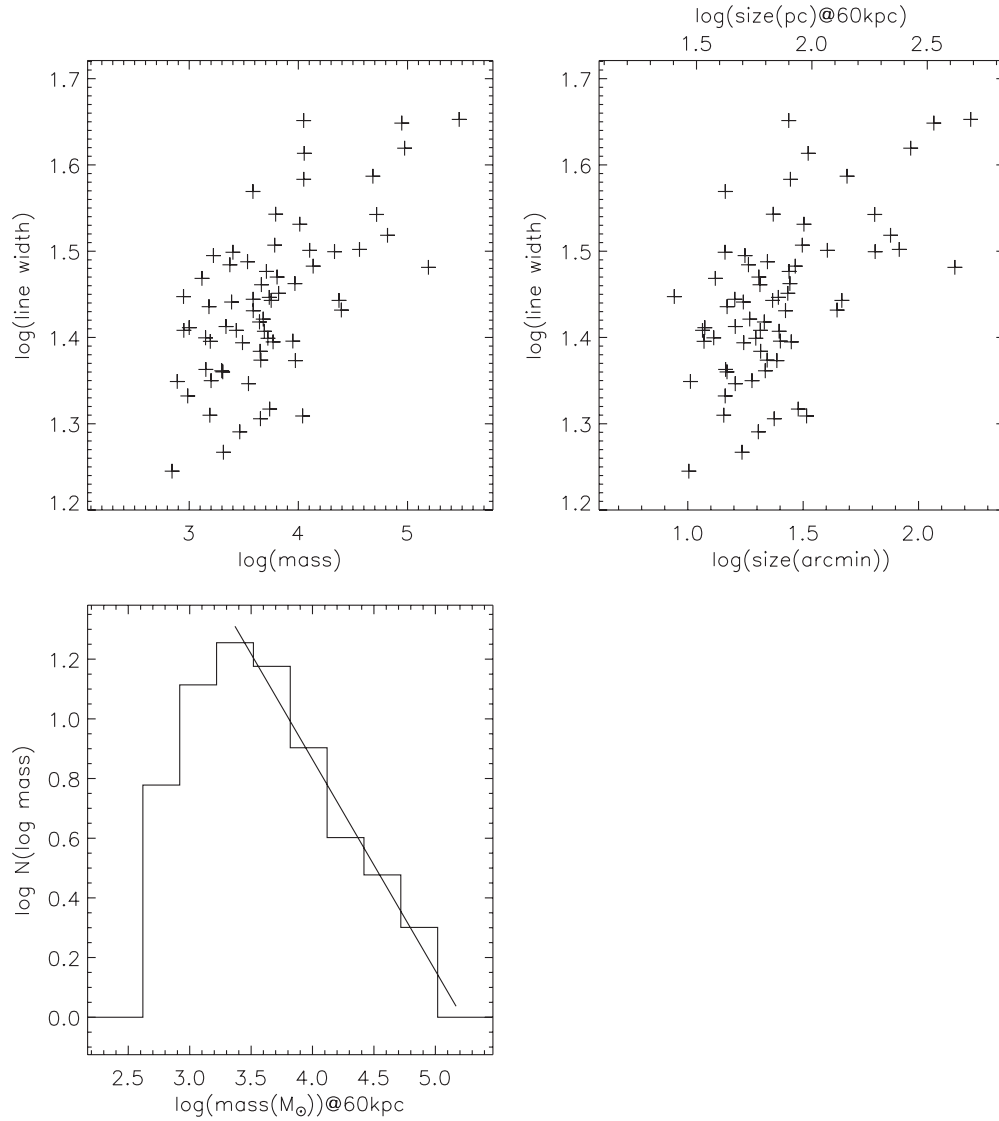 log(size(pc)@60kpc)
1.5 2.0 2.5
1.7
1.6
1.5
1.4
1.3
1.2
log(line width)
3 4 5
log(mass)
1.7
1.6
1.5
1.4
1.3
1.2
log(line width)
1.0 1.5 2.0
log(size(arcmin))
1.2
1.0
0.8
0.6
0.4
0.2
0.0
log N(log mass)
2.5 3.0 3.5 4.0 4.5 5.0
log(mass(M☉))@60kpc